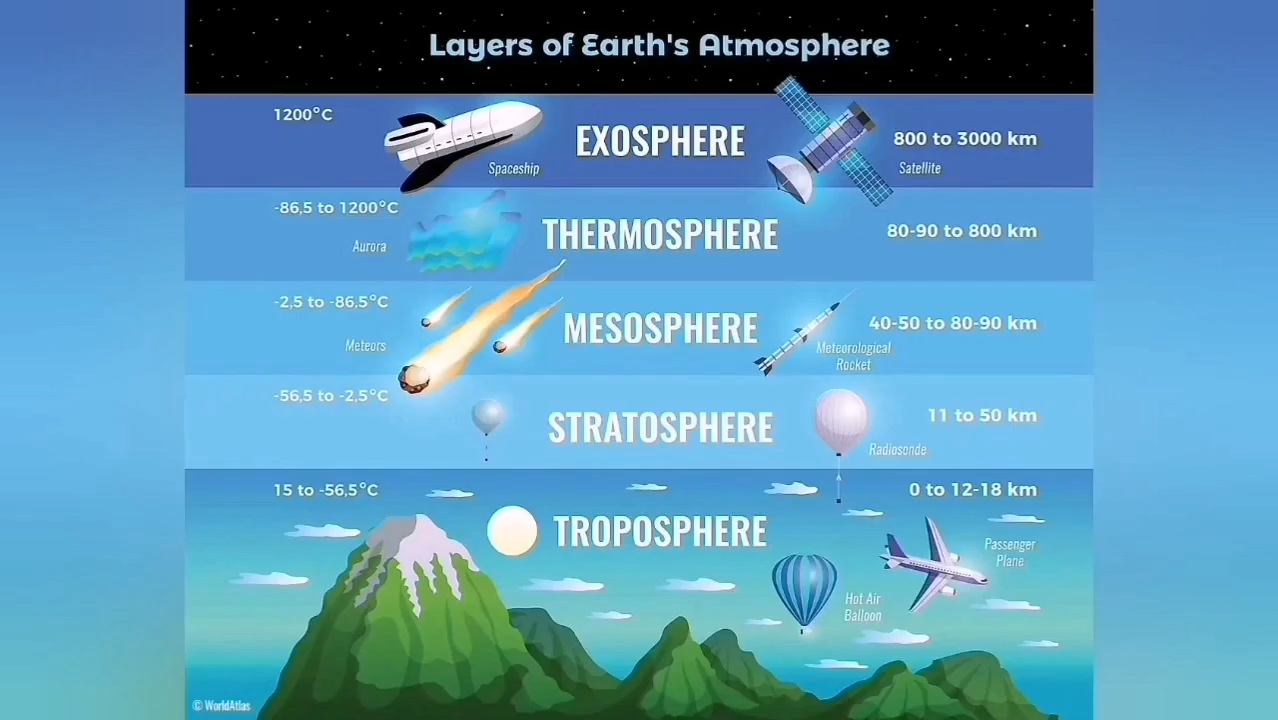 Layers of Earth's Atmosphere
1200°C
EXOSPHERE
800 to 3000 km
Spaceship
Satellite
-86,5 to 1200°C
THERMOSPHERE
80-90 to 800 km
Aurora
-2,5 to -86,5°C
MESOSPHERE
40-50 to 80-90 km
Meteors
Meteorological
Rocket
-56,5 to -2,5°C
STRATOSPHERE
11 to 50 km
Radiosonde
15 to -56,5°C
0 to 12-18 km
TROPOSPHERE
Passenger
Plane
Hot Air
Balloon
© WorldAtlas